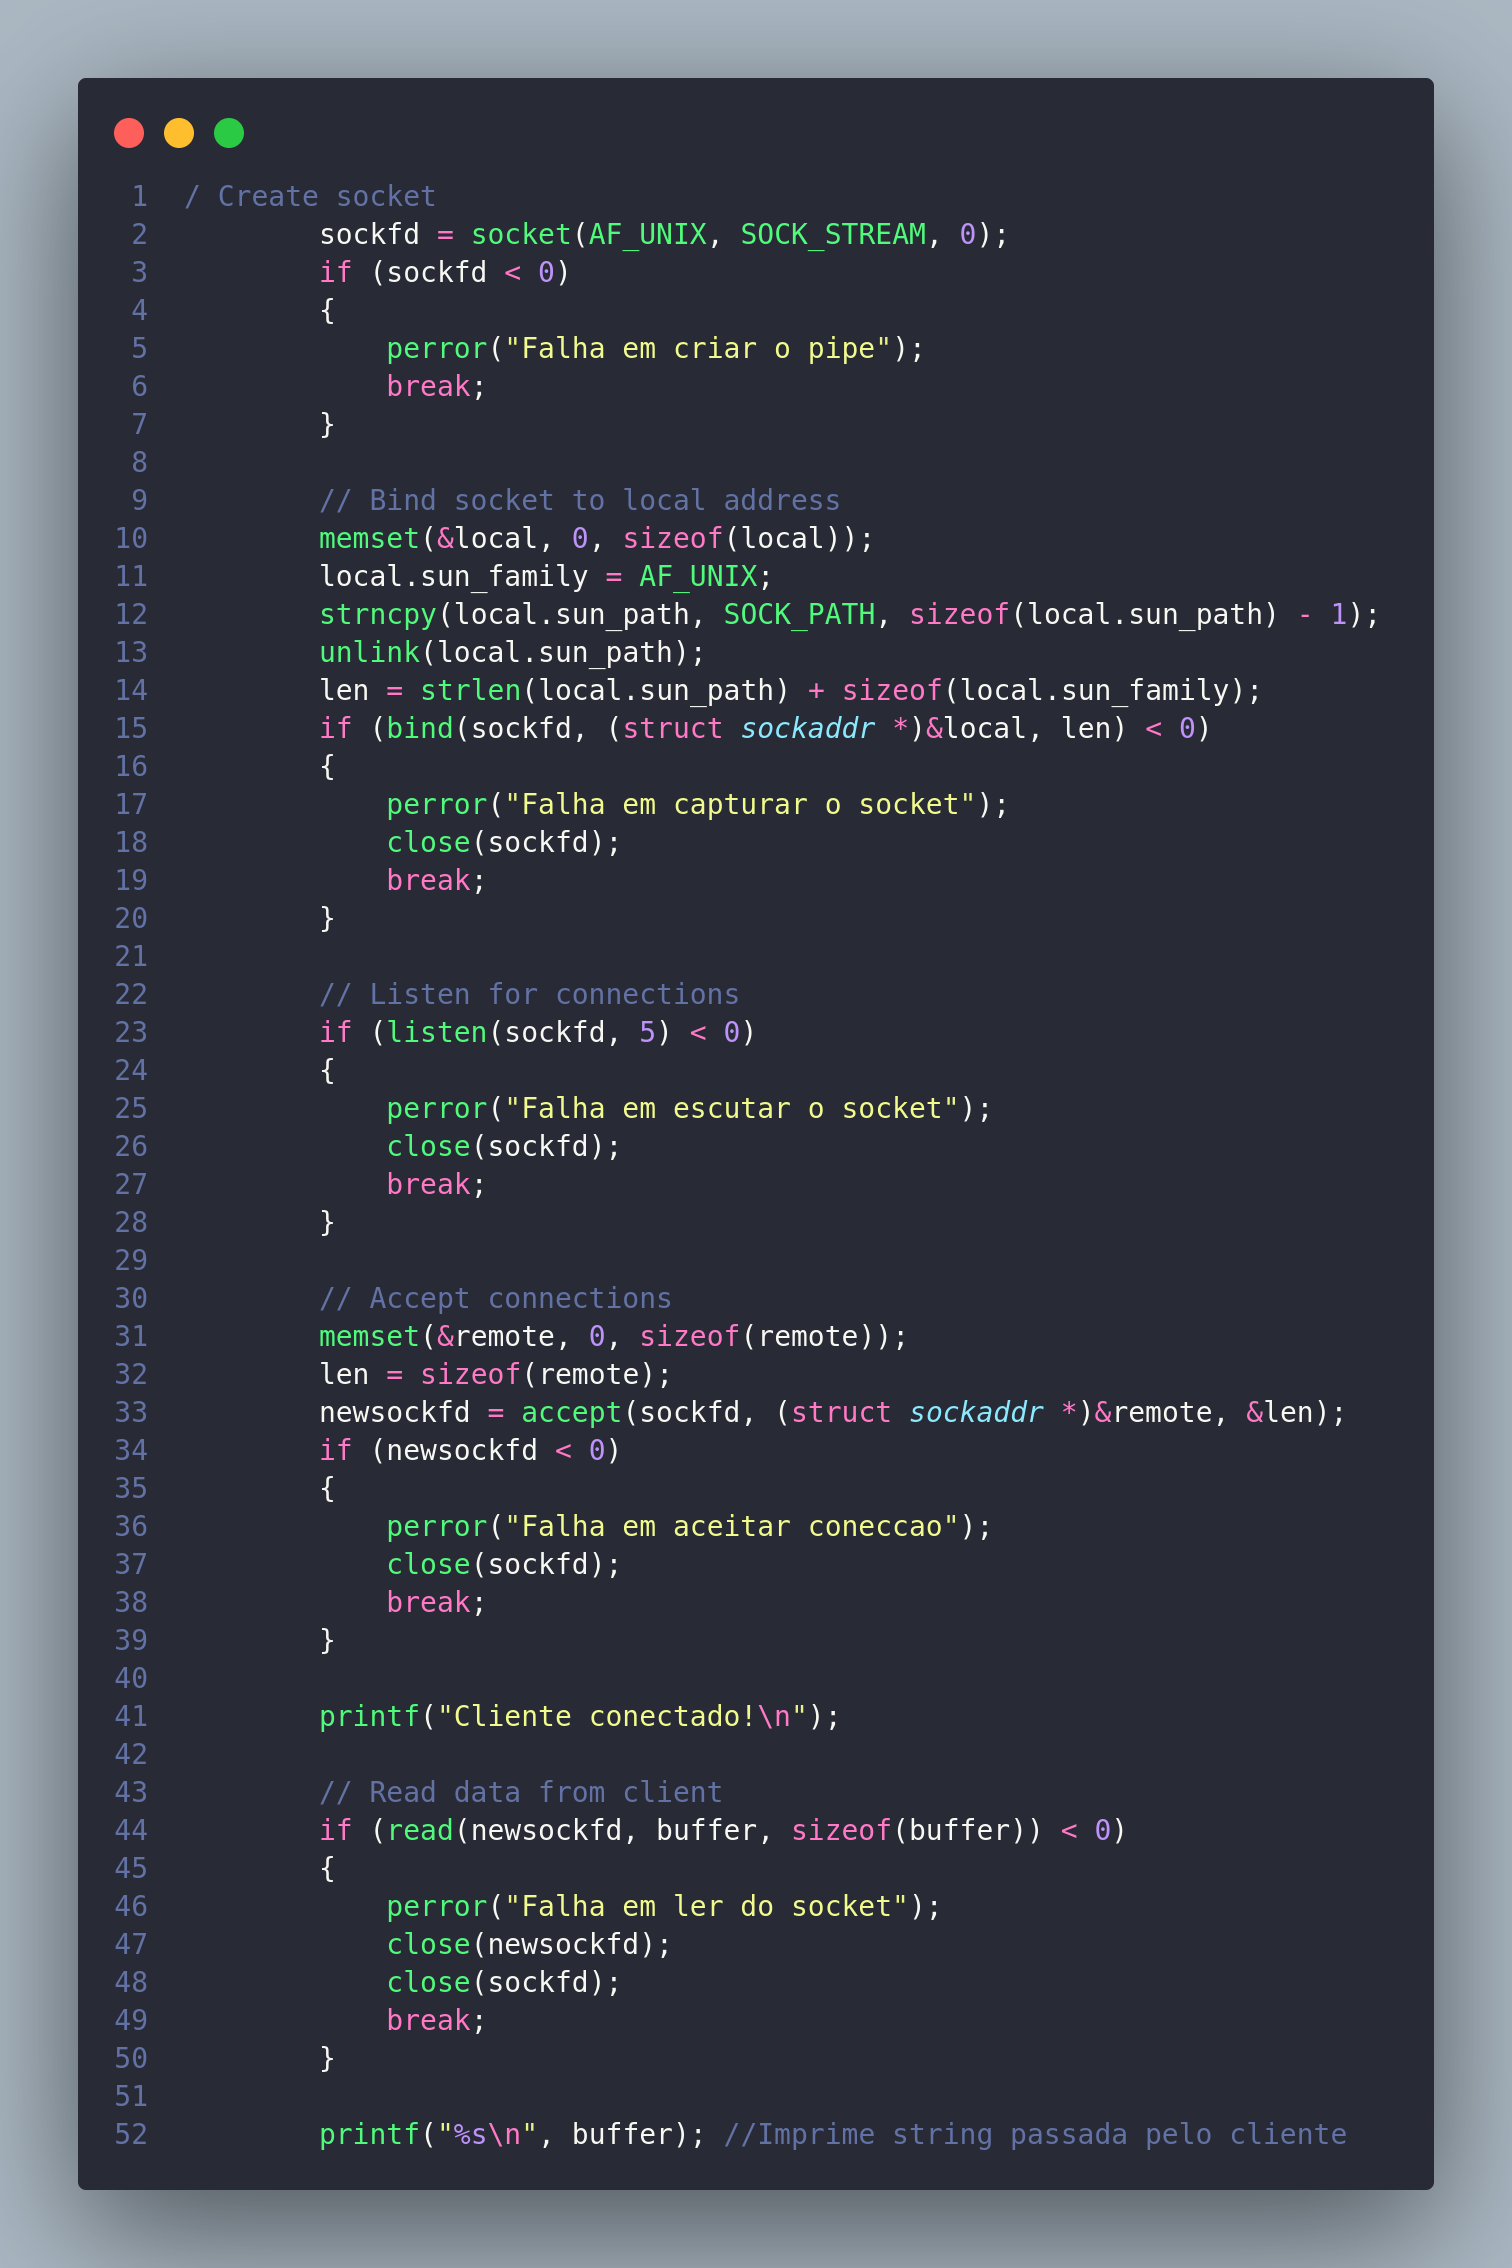 1 / Create socket
2         sockfd = socket(AF_UNIX, SOCK_STREAM, 0);
3         if (sockfd < 0)
4         {
5             perror("Falha em criar o pipe");
6             break;
7         }
8
9         // Bind socket to local address
10         memset(&local, 0, sizeof(local));
11         local.sun_family = AF_UNIX;
12         strncpy(local.sun_path, SOCK_PATH, sizeof(local.sun_path) - 1);
13         unlink(local.sun_path);
14         len = strlen(local.sun_path) + sizeof(local.sun_family);
15         if (bind(sockfd, (struct sockaddr *)&local, len) < 0)
16         {
17             perror("Falha em capturar o socket");
18             close(sockfd);
19             break;
20         }
21
22         // Listen for connections
23         if (listen(sockfd, 5) < 0)
24         {
25             perror("Falha em escutar o socket");
26             close(sockfd);
27             break;
28         }
29
30         // Accept connections
31         memset(&remote, 0, sizeof(remote));
32         len = sizeof(remote);
33         newsockfd = accept(sockfd, (struct sockaddr *)&remote, &len);
34         if (newsockfd < 0)
35         {
36             perror("Falha em aceitar coneccao");
37             close(sockfd);
38             break;
39         }
40
41         printf("Cliente conectado!\n");
42
43         // Read data from client
44         if (read(newsockfd, buffer, sizeof(buffer)) < 0)
45         {
46             perror("Falha em ler do socket");
47             close(newsockfd);
48             close(sockfd);
49             break;
50         }
51
52         printf("%s\n", buffer); //Imprime string passada pelo cliente